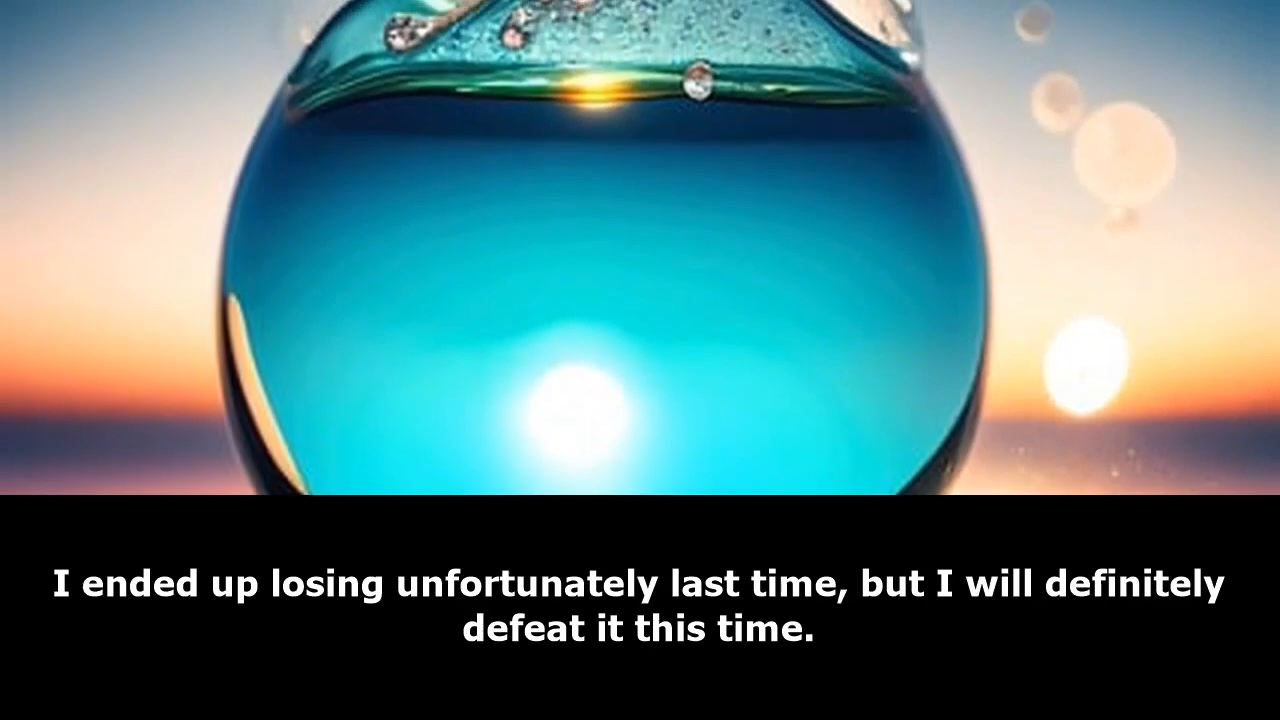 I ended up losing unfortunately last time, but I will definitely
defeat it this time.